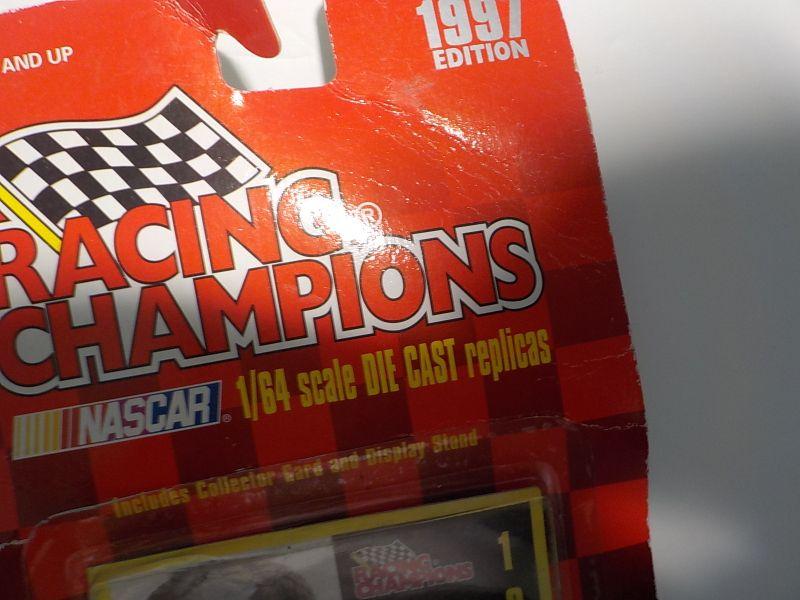 AND UP
1997
EDITION
RACING ®
CHAMPIONS
NASCAR® 1/64 scale DIE CAST replicas
Includes Collector Card and Display Stand
RACING
CHAMPIONS
1